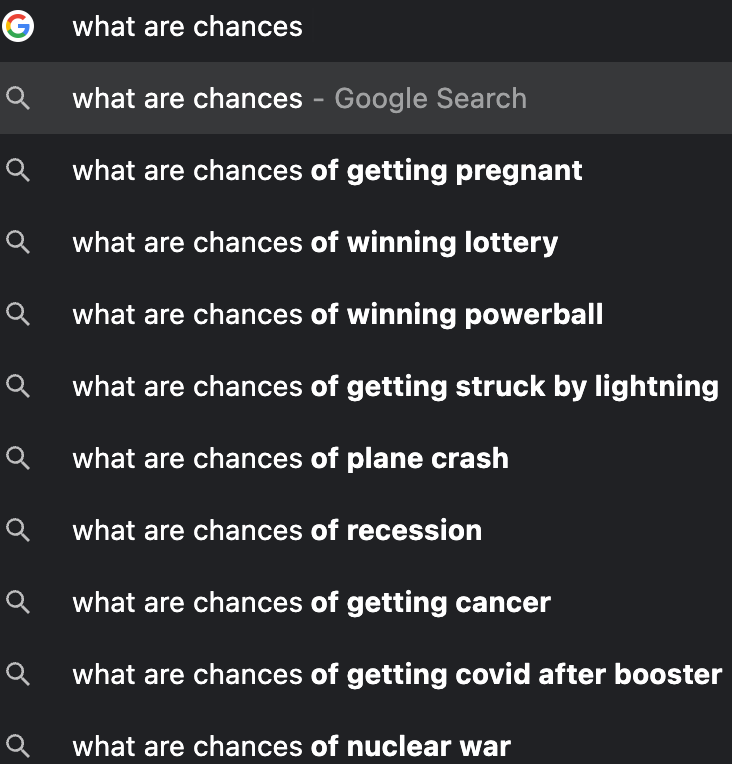 what are chances
what are chances - Google Search
what are chances of getting pregnant
what are chances of winning lottery
what are chances of winning powerball
what are chances of getting struck by lightning
what are chances of plane crash
what are chances of recession
what are chances of getting cancer
what are chances of getting covid after booster
what are chances of nuclear war